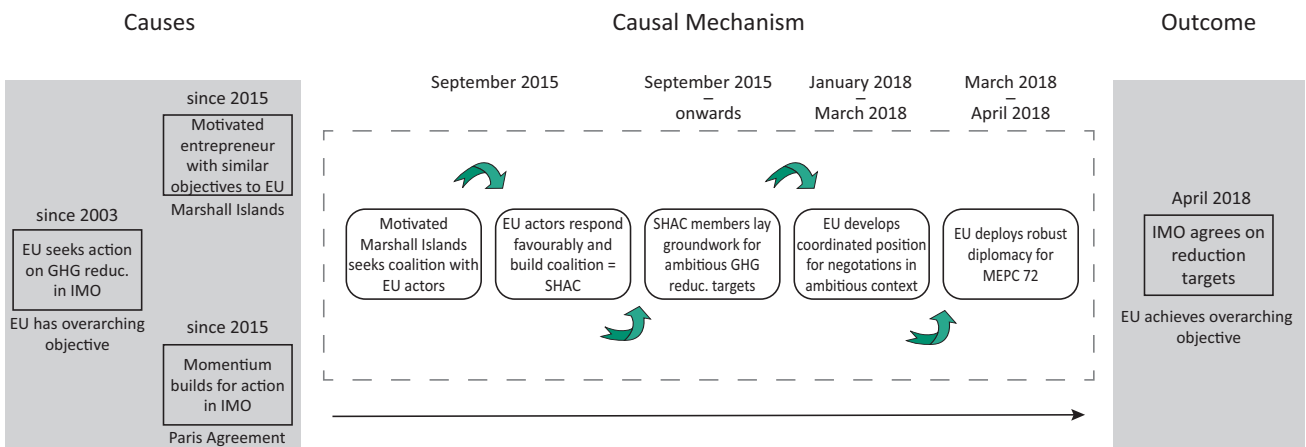 Causes
Causal Mechanism
Outcome
since 2003
EU seeks action
on GHG reduc.
in IMO
EU has overarching
objective
since 2015
Motivated
entrepreneur
with similar
objectives to EU
Marshall Islands
since 2015
Momentum
builds for action
in IMO
Paris Agreement
September 2015
Motivated
Marshall Islands
seeks coalition with
EU actors
EU actors respond
favourably and
build coalition =
SHAC
September 2015
–
onwards
SHAC members lay
groundwork for
ambitious GHG
reduc. targets
January 2018
–
March 2018
EU develops
coordinated position
for negotations in
ambitious context
March 2018
–
April 2018
EU deploys robust
diplomacy for
MEPC 72
April 2018
IMO agrees on
reduction
targets
EU achieves overarching
objective